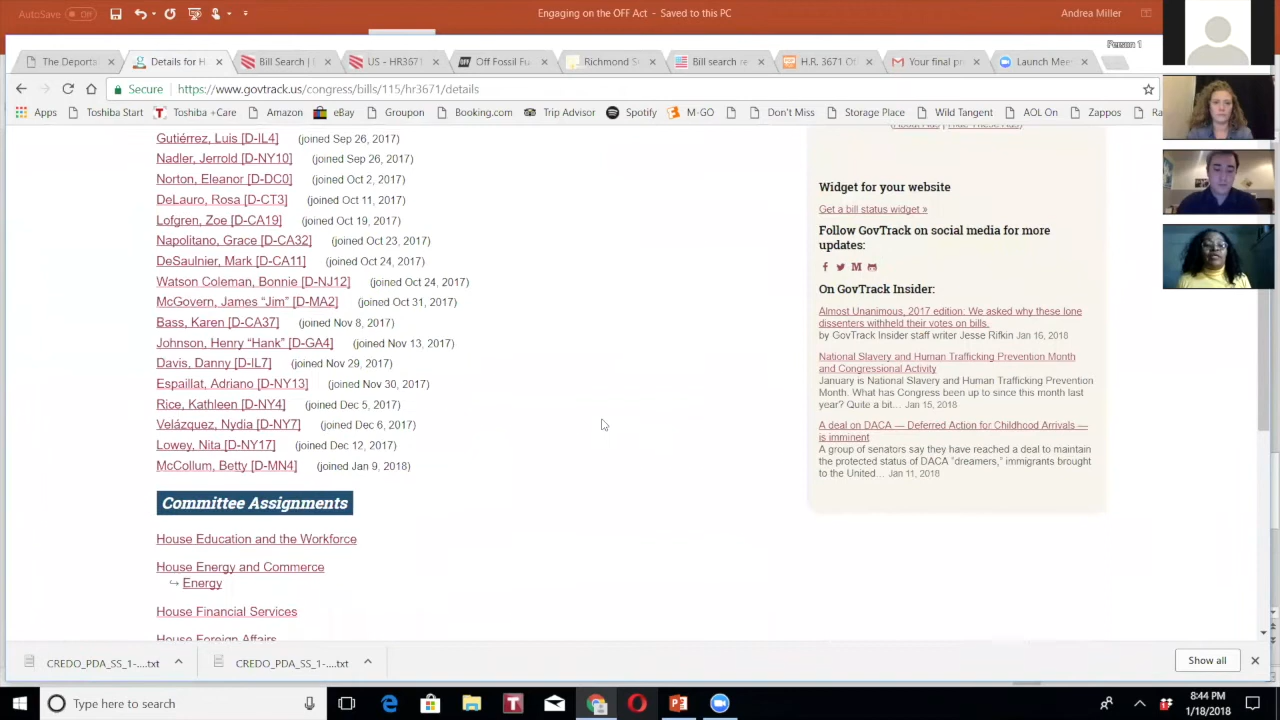 AutoSave Off
Engaging on the OFF Act - Saved to this PC
Andrea Miller
Person 1
The Deporta
Details for H
Bill Search |
US - HR397
Off Fossil Fu
Richmond S
Bill search re
H.R. 3671 Of
Your final pr
Launch Mee
Secure https://www.govtrack.us/congress/bills/115/hr3671/details
Apps Toshiba Start Toshiba +Care Amazon eBay Groupon Booking.com Trip Advisor Spotify M-GO Don't Miss Storage Place Wild Tangent AOL On Zappos Ra
Gutiérrez, Luis [D-IL4] (joined Sep 26, 2017)
Nadler, Jerrold [D-NY10] (joined Sep 26, 2017)
Norton, Eleanor [D-DC0] (joined Oct 2, 2017)
DeLauro, Rosa [D-CT3] (joined Oct 11, 2017)
Lofgren, Zoe [D-CA19] (joined Oct 19, 2017)
Napolitano, Grace [D-CA32] (joined Oct 23, 2017)
DeSaulnier, Mark [D-CA11] (joined Oct 24, 2017)
Watson Coleman, Bonnie [D-NJ12] (joined Oct 24, 2017)
McGovern, James “Jim” [D-MA2] (joined Oct 31, 2017)
Bass, Karen [D-CA37] (joined Nov 8, 2017)
Johnson, Henry “Hank” [D-GA4] (joined Nov 13, 2017)
Davis, Danny [D-IL7] (joined Nov 29, 2017)
Espaillat, Adriano [D-NY13] (joined Nov 30, 2017)
Rice, Kathleen [D-NY4] (joined Dec 5, 2017)
Velázquez, Nydia [D-NY7] (joined Dec 6, 2017)
Lowey, Nita [D-NY17] (joined Dec 12, 2017)
McCollum, Betty [D-MN4] (joined Jan 9, 2018)
Committee Assignments
House Education and the Workforce
House Energy and Commerce
↪ Energy
House Financial Services
House Foreign Affairs
[About Ads | Hide These Ads]
Widget for your website
Get a bill status widget »
Follow GovTrack on social media for more
updates:
On GovTrack Insider:
Almost Unanimous, 2017 edition: We asked why these lone
dissenters withheld their votes on bills.
by GovTrack Insider staff writer Jesse Rifkin Jan 16, 2018
National Slavery and Human Trafficking Prevention Month
and Congressional Activity
January is National Slavery and Human Trafficking Prevention
Month. What has Congress been up to since this month last
year? Quite a bit… Jan 15, 2018
A deal on DACA — Deferred Action for Childhood Arrivals —
is imminent
A group of senators say they have reached a deal to maintain
the protected status of DACA “dreamers,” immigrants brought
to the United… Jan 11, 2018
CREDO_PDA_SS_1-....txt
CREDO_PDA_SS_1-....txt
Show all
Type here to search
8:44 PM
1/18/2018